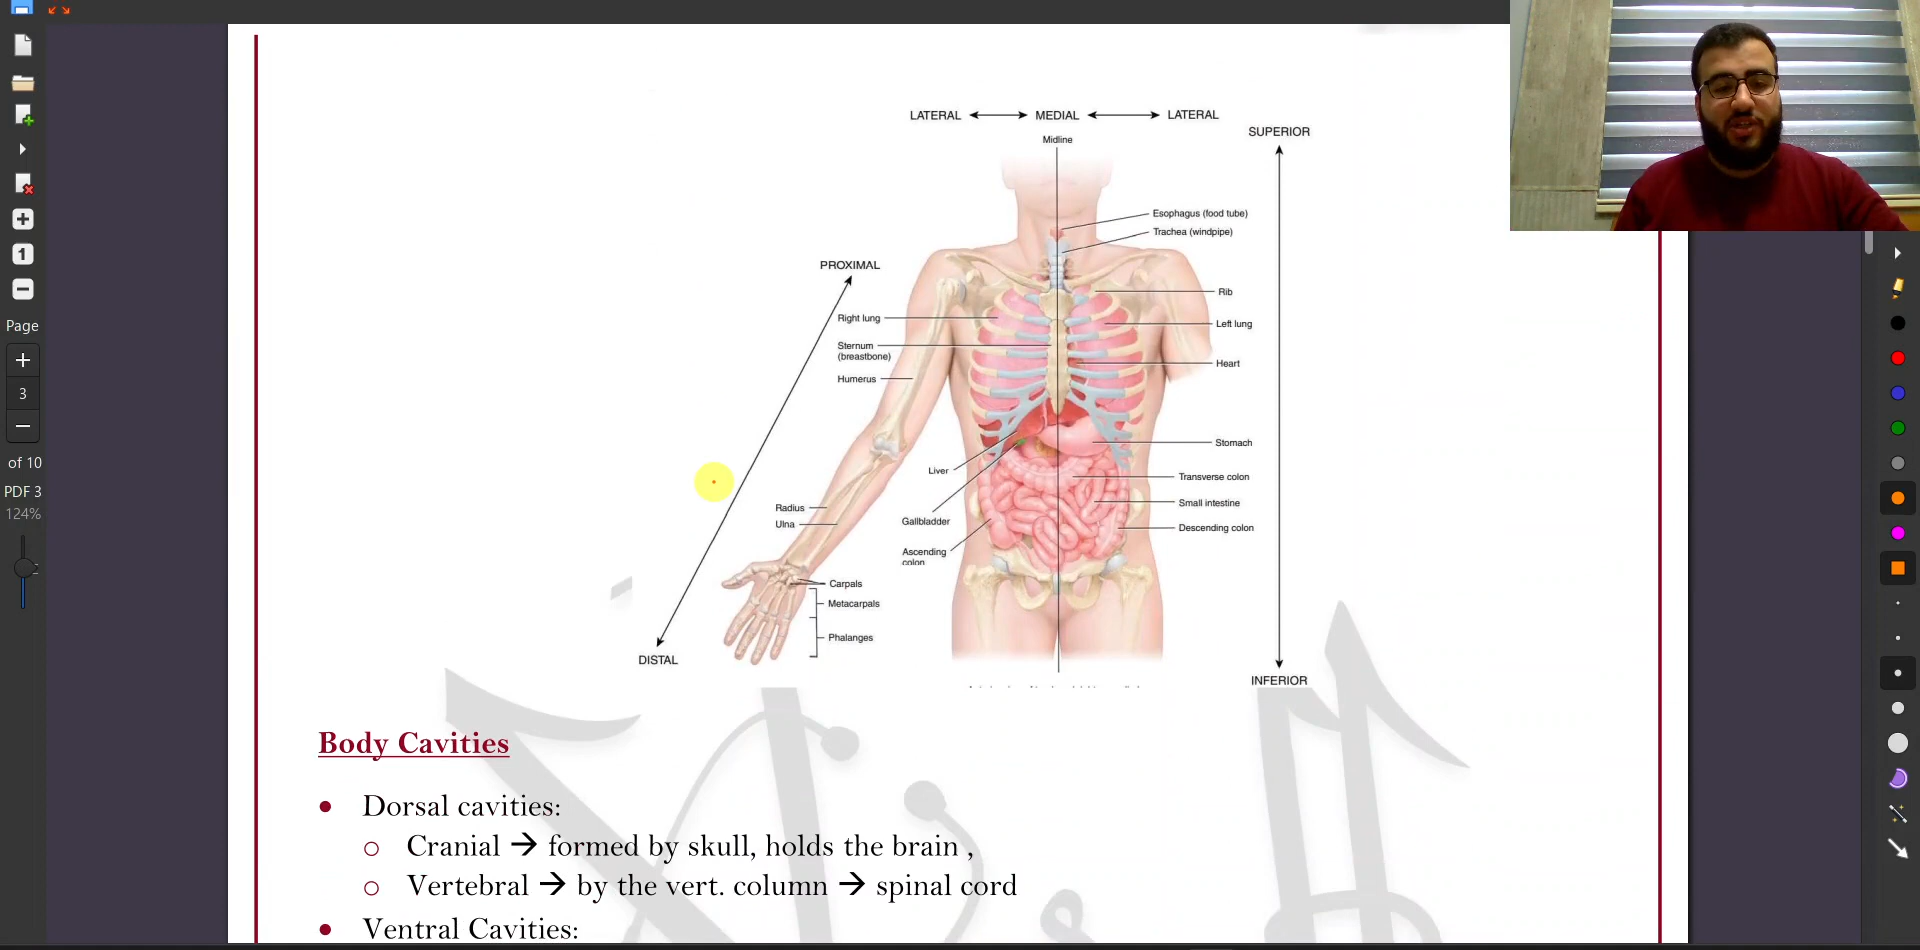 LATERAL MEDIAL LATERAL
SUPERIOR
Midline
Esophagus (food tube)
Trachea (windpipe)
PROXIMAL
Rib
Right lung
Left lung
Sternum
(breastbone)
Heart
Humerus
Stomach
Liver
Transverse colon
Small intestine
Radius
Gallbladder
Ulna
Descending colon
Ascending
colon
Carpals
Metacarpals
Phalanges
DISTAL
INFERIOR
Body Cavities
• Dorsal cavities:
o Cranial → formed by skull, holds the brain ,
o Vertebral → by the vert. column → spinal cord
• Ventral Cavities:
1
Page
3
of 10
PDF 3
124%